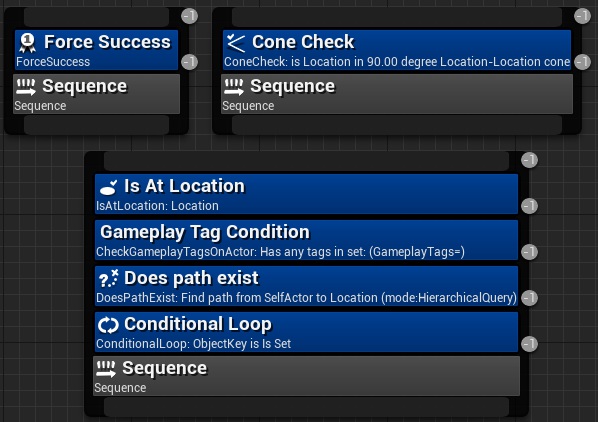 -1
Force Success
ForceSuccess
-1
Sequence
Sequence
-1
Cone Check
ConeCheck: is Location in 90.00 degree Location-Location cone
-1
Sequence
Sequence
-1
Is At Location
IsAtLocation: Location
-1
Gameplay Tag Condition
CheckGameplayTagsOnActor: Has any tags in set: (GameplayTags=)
-1
Does path exist
DoesPathExist: Find path from SelfActor to Location (mode:HierarchicalQuery)
-1
Conditional Loop
ConditionalLoop: ObjectKey is Is Set
-1
Sequence
Sequence